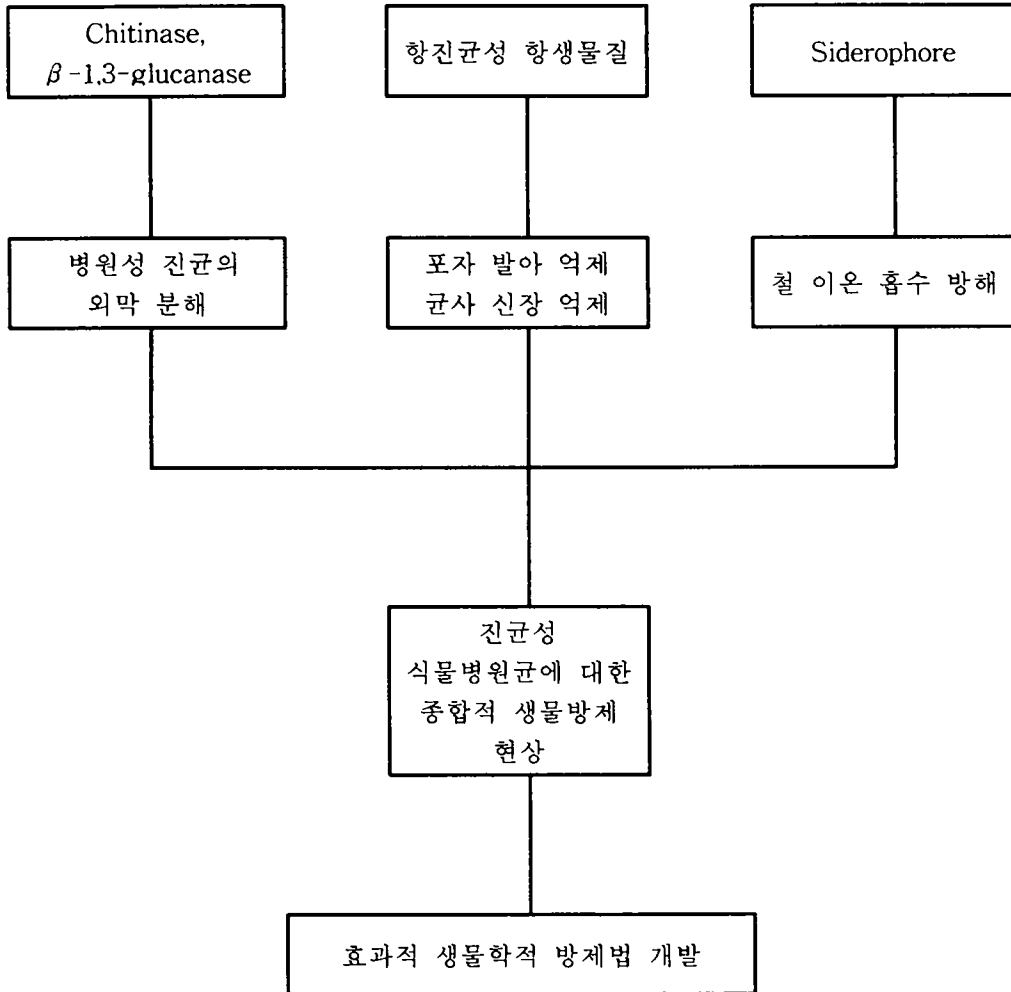 Chitinase,
β-1,3-glucanase
항진균성 항생물질
Siderophore
병원성 진균의
외막 분해
포자 발아 억제
균사 신장 억제
철 이온 흡수 방해
진균성
식물병원균에 대한
종합적 생물방제
현상
효과적 생물학적 방제법 개발